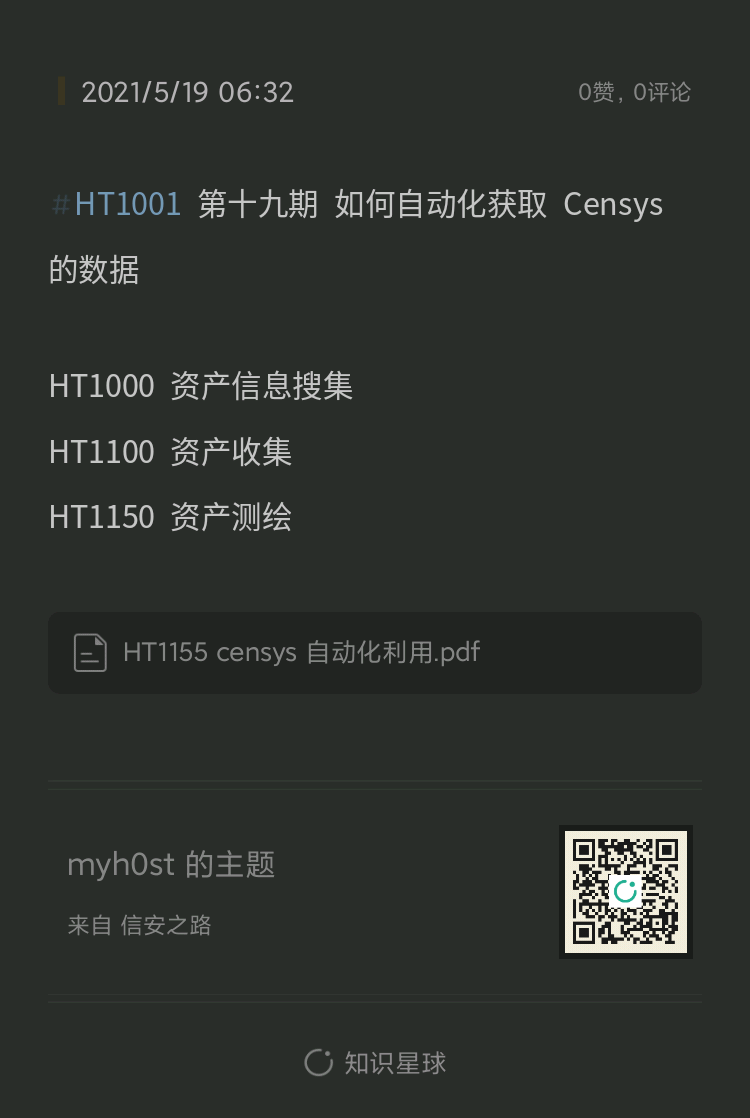 2021/5/19 06:32
0赞, 0评论
#HT1001 第十九期 如何自动化获取 Censys
的数据
HT1000 资产信息搜集
HT1100 资产收集
HT1150 资产测绘
HT1155 censys 自动化利用.pdf
myh0st 的主题
来自 信安之路
知识星球